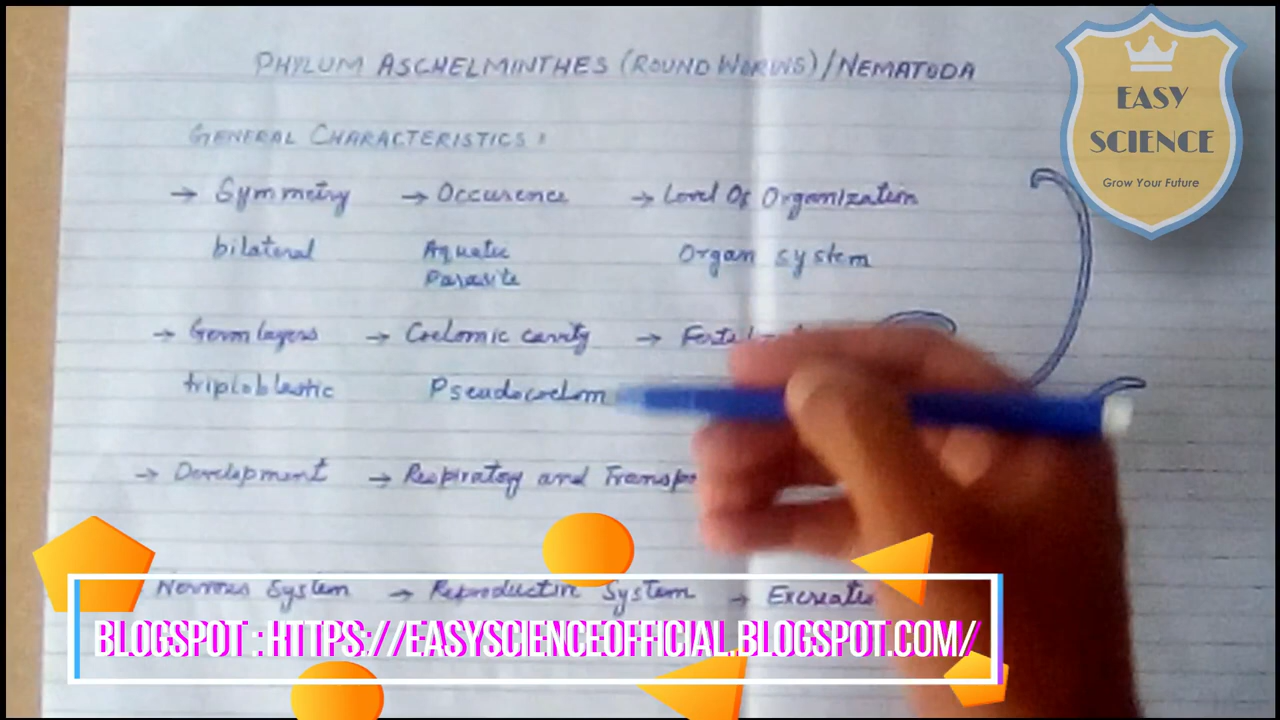 PHYLUM ASCHELMINTHES (ROUND WORMS)/NEMATODA
EASY
SCIENCE
Grow Your Future
GENERAL CHARACTERISTICS:
→ Symmetry → Occurence → Level Of Organization
bilateral Aquatic Organ system
Parasite
→ Germ layers → Coelomic cavity →
triploblastic Pseudocoelom
→ Development → Respiratory and
Nervous System → Reproductive System →
BLOGSPOT : HTTPS://EASYSCIENCEOFFICIAL.BLOGSPOT.COM/